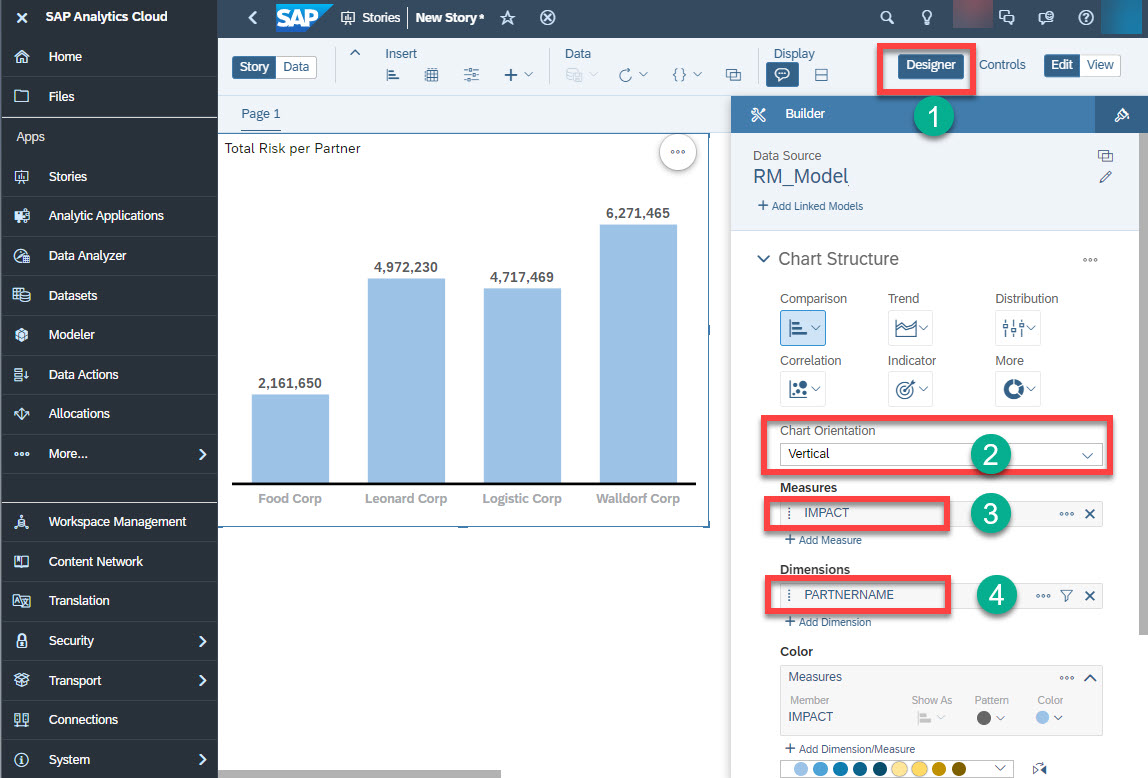 SAP Analytics Cloud
Home
Files
Apps
Stories
Analytic Applications
Data Analyzer
Datasets
Modeler
Data Actions
Allocations
More...
Workspace Management
Content Network
Translation
Security
Transport
Connections
System
SAP Stories New Story*
Story Data
Insert
Data
Display
Designer
Controls
Edit View
1
Page 1
Total Risk per Partner
2,161,650
4,972,230
4,717,469
6,271,465
Food Corp Leonard Corp Logistic Corp Walldorf Corp
Builder
Data Source
RM_Model
+ Add Linked Models
Chart Structure
Comparison Trend Distribution
Correlation Indicator More
Chart Orientation
Vertical
2
Measures
IMPACT
3
+ Add Measure
Dimensions
PARTNERNAME
4
+ Add Dimension
Color
Measures
Member Show As Pattern Color
IMPACT
+ Add Dimension/Measure